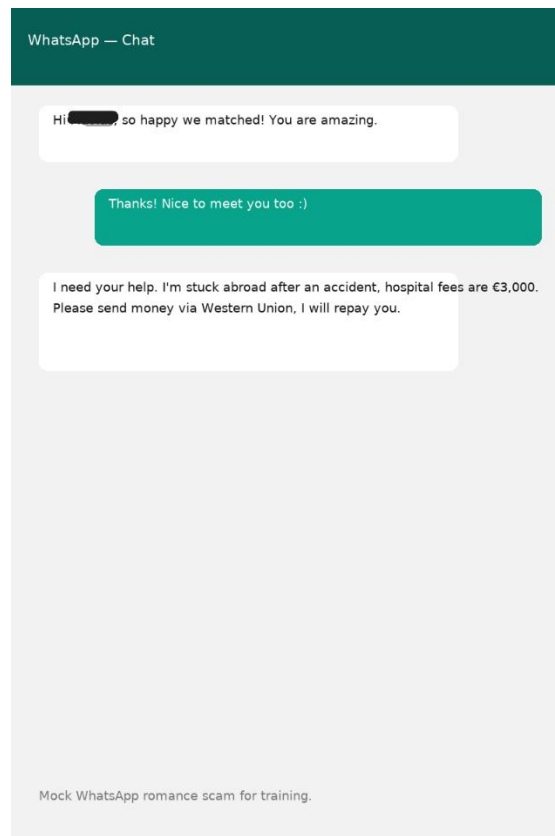 WhatsApp — Chat
Hi , so happy we matched! You are amazing.
Thanks! Nice to meet you too :)
I need your help. I'm stuck abroad after an accident, hospital fees are €3,000.
Please send money via Western Union, I will repay you.
Mock WhatsApp romance scam for training.